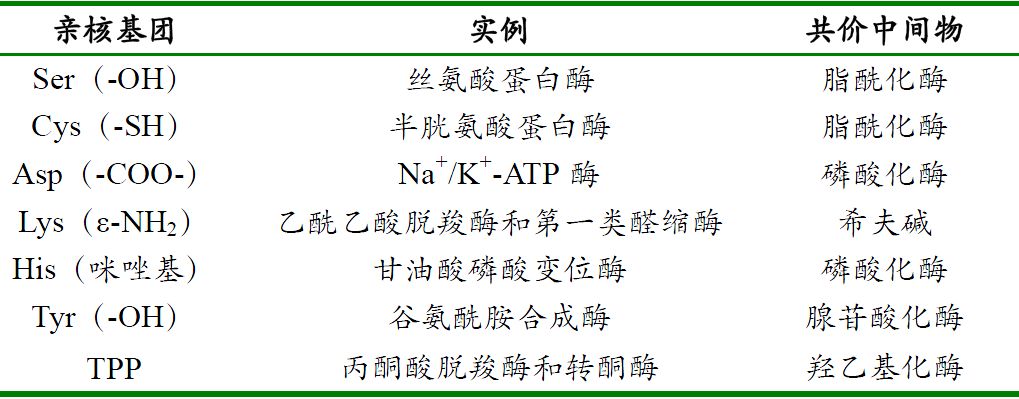 亲核基团 实例 共价中间物
Ser（-OH） 丝氨酸蛋白酶 脂酰化酶
Cys（-SH） 半胱氨酸蛋白酶 脂酰化酶
Asp（-COO-） Na⁺/K⁺-ATP 酶 磷酸化酶
Lys（ε-NH₂） 乙酰乙酸脱羧酶和第一类醛缩酶 希夫碱
His（咪唑基） 甘油酸磷酸变位酶 磷酸化酶
Tyr（-OH） 谷氨酰胺合成酶 腺苷酸化酶
TPP 丙酮酸脱羧酶和转酮酶 羟乙基化酶